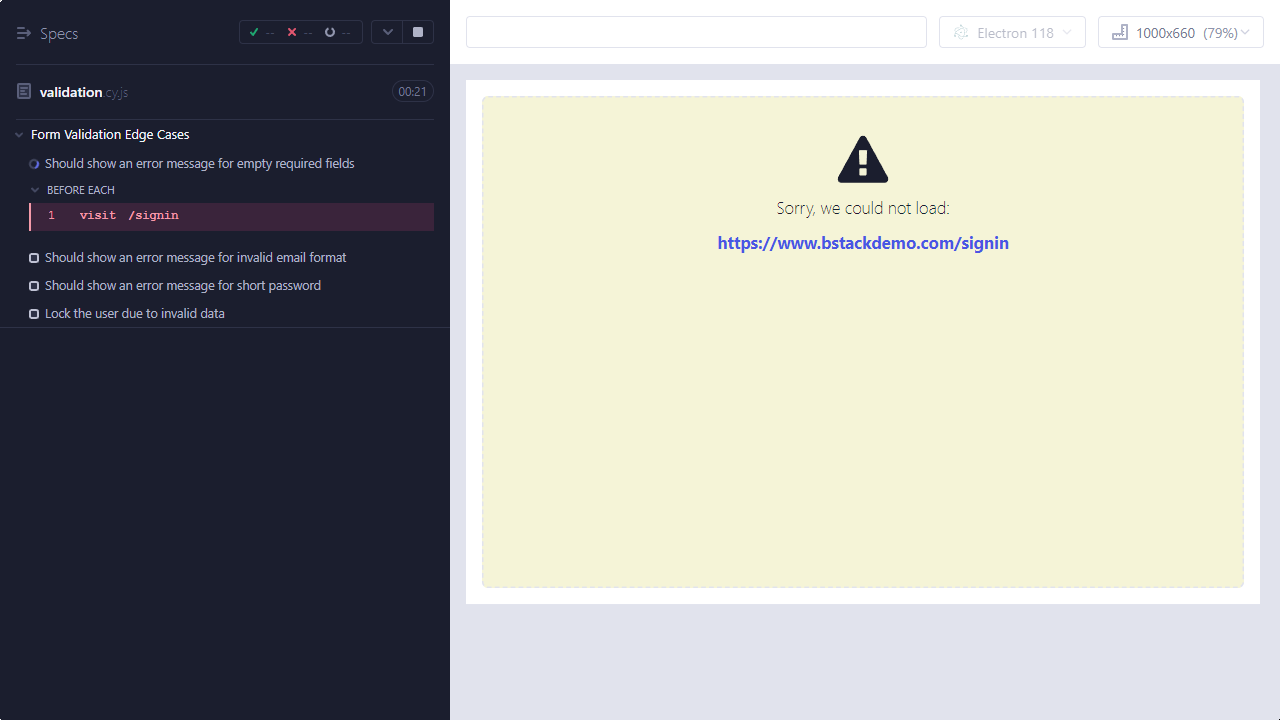 Specs
-- -- --
validation.cy.js 00:21
Form Validation Edge Cases
Should show an error message for empty required fields
BEFORE EACH
1 visit /signin
Should show an error message for invalid email format
Should show an error message for short password
Lock the user due to invalid data
Electron 118
1000x660 (79%)
Sorry, we could not load:
https://www.bstackdemo.com/signin